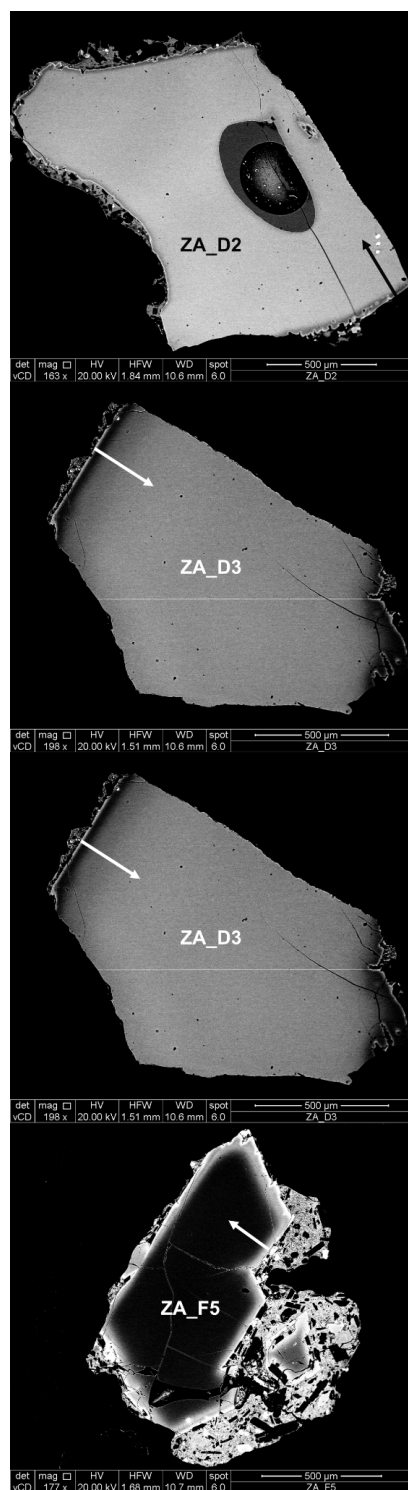 ZA_D2
det mag □ HV HFW WD spot 500 µm
vCD 163 x 20.00 kV 1.84 mm 10.6 mm 6.0 ZA_D2
ZA_D3
det mag □ HV HFW WD spot 500 µm
vCD 198 x 20.00 kV 1.51 mm 10.6 mm 6.0 ZA_D3
ZA_D3
det mag □ HV HFW WD spot 500 µm
vCD 198 x 20.00 kV 1.51 mm 10.6 mm 6.0 ZA_D3
ZA_F5
det mag □ HV HFW WD spot 500 µm
vCD 177 x 20.00 kV 1.68 mm 10.7 mm 6.0 ZA_F5